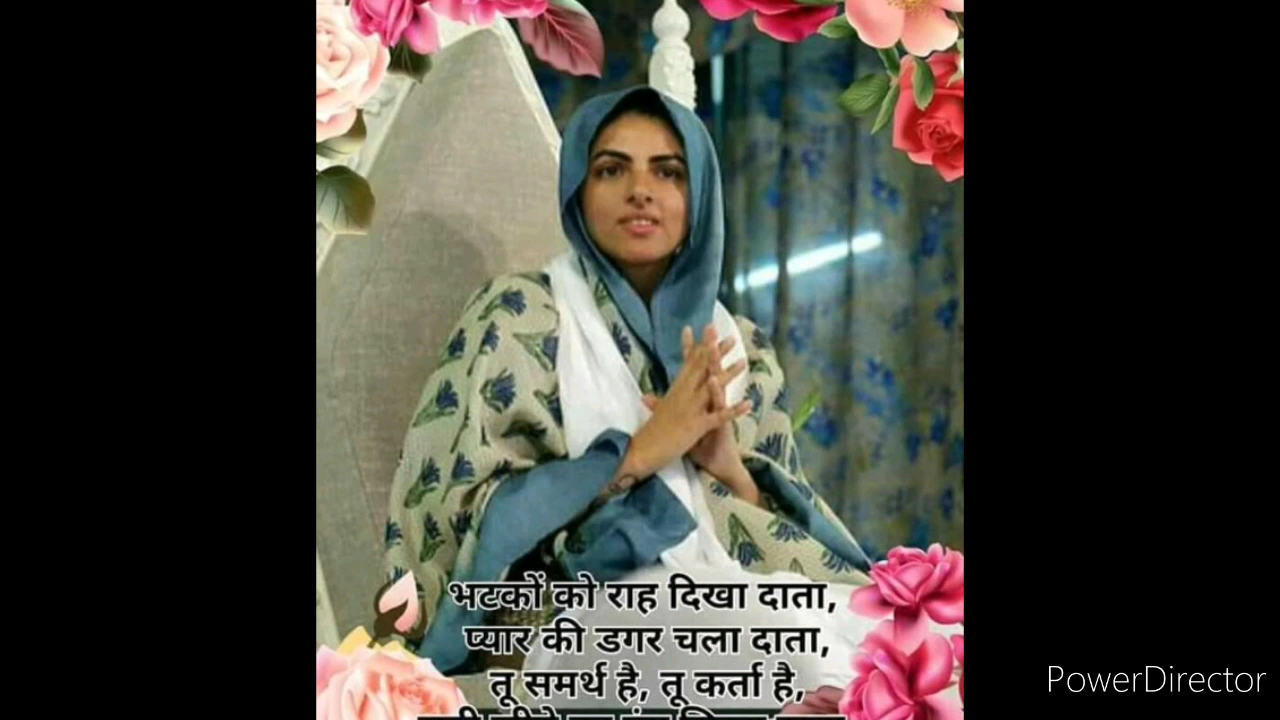 भटकों को राह दिखा दाता,
प्यार की डगर चला दाता,
तू समर्थ है, तू कर्ता है,
PowerDirector